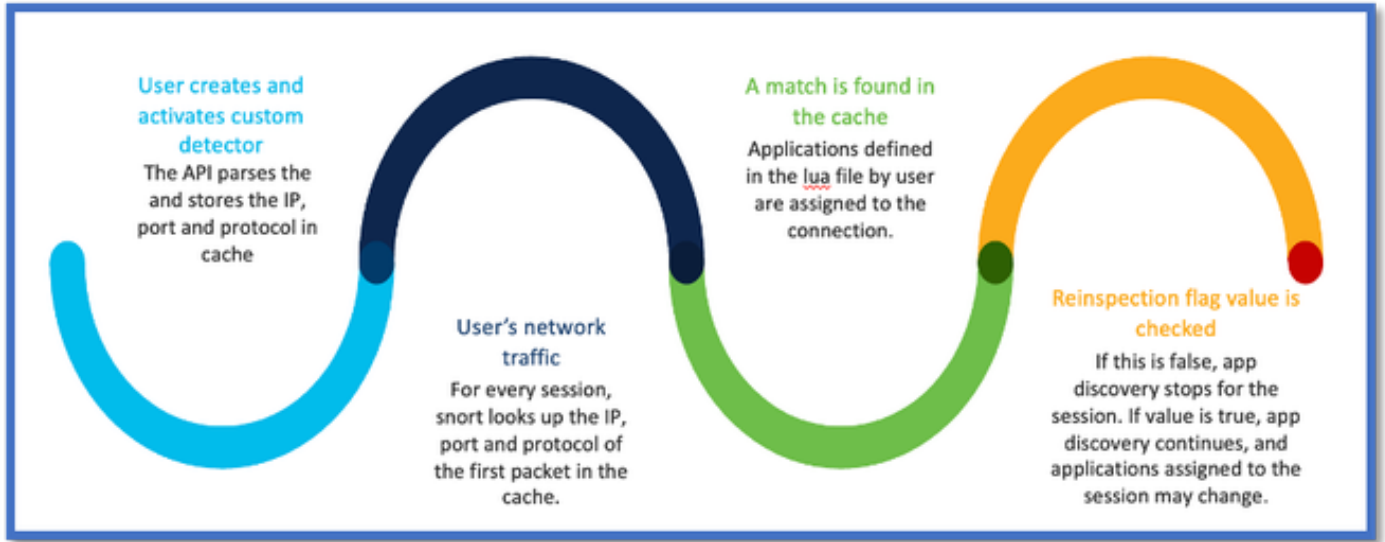 User creates and
activates custom
detector
The API parses the
and stores the IP,
port and protocol in
cache
User’s network
traffic
For every session,
snort looks up the IP,
port and protocol of
the first packet in the
cache.
A match is found in
the cache
Applications defined
in the lua file by user
are assigned to the
connection.
Reinspection flag value is
checked
If this is false, app
discovery stops for the
session. If value is true, app
discovery continues, and
applications assigned to the
session may change.